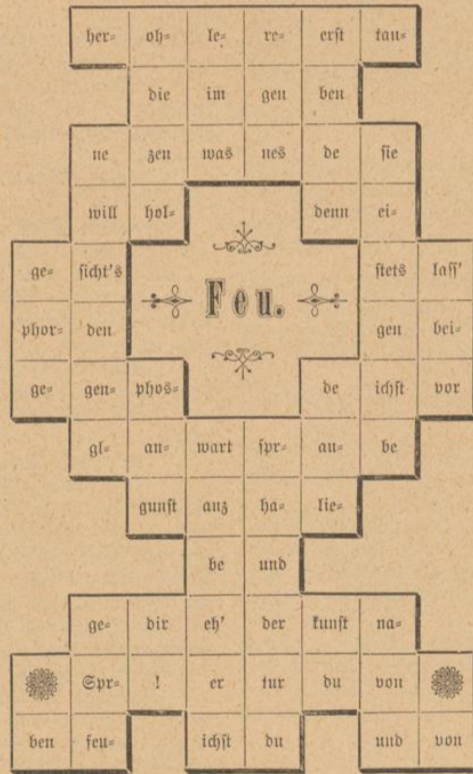 her= oh= le= re= erſt tau=
die im gen ben
ne zen was nes de ſie
will hol= denn ei=
ge= ſicht's ſtets laſſ'
Feu.
phor= den gen bei=
ge= gen= phos= de ichſt vor
gl= an= wart ſpr= au= be
gunſt anz ha= lie=
be und
ge= dir eh' der kunſt na=
Spr= ! er tur du von
ben feu= ichſt du und von